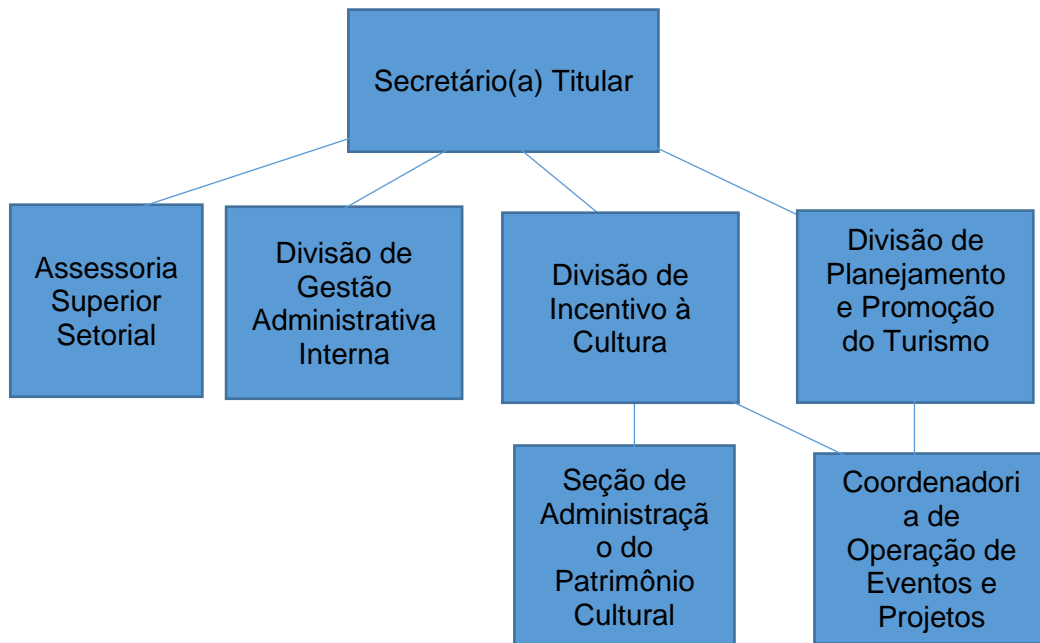 Secretário(a) Titular
Assessoria
Superior
Setorial
Divisão de
Gestão
Administrativa
Interna
Divisão de
Incentivo à
Cultura
Divisão de
Planejamento
e Promoção
do Turismo
Seção de
Administraçã
o do
Patrimônio
Cultural
Coordenadori
a de
Operação de
Eventos e
Projetos